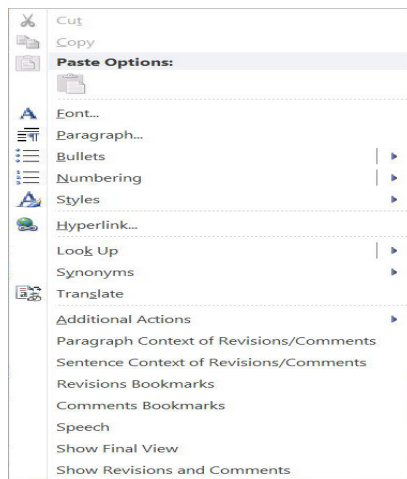 Cut
Copy
Paste Options:
Font...
Paragraph...
Bullets
Numbering
Styles
Hyperlink...
Look Up
Synonyms
Translate
Additional Actions
Paragraph Context of Revisions/Comments
Sentence Context of Revisions/Comments
Revisions Bookmarks
Comments Bookmarks
Speech
Show Final View
Show Revisions and Comments